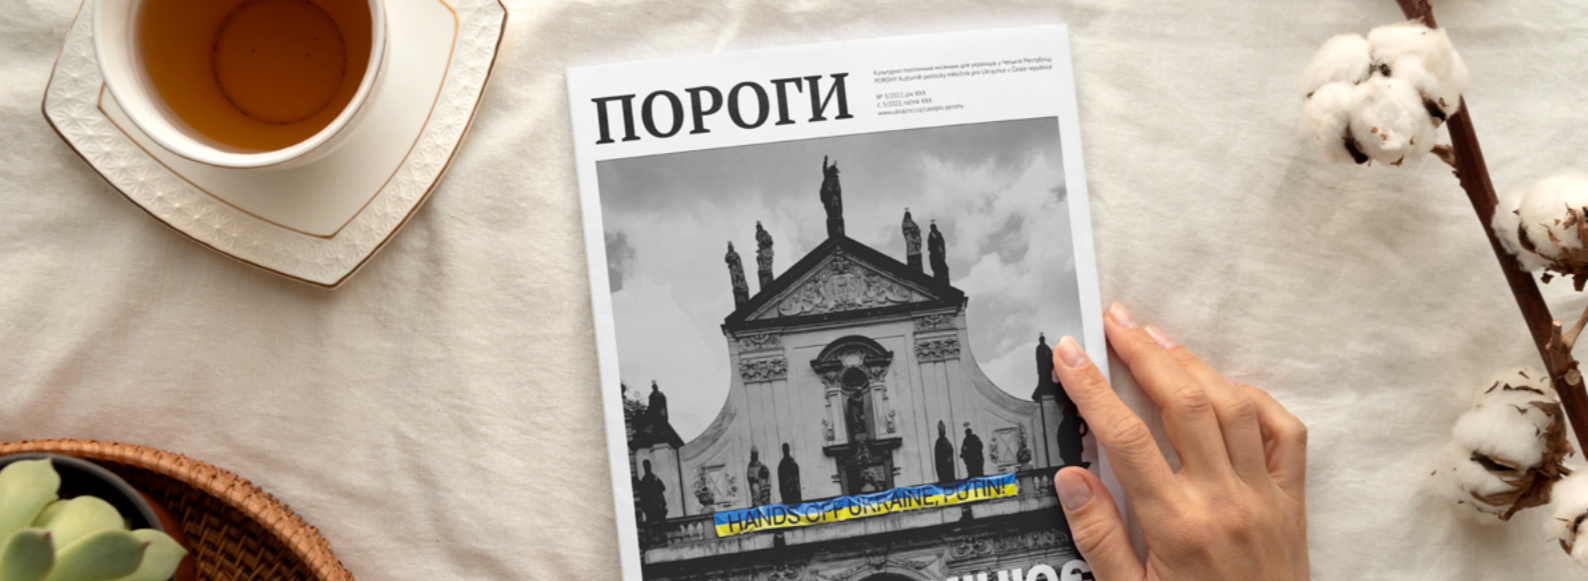 ПОРОГИ
Культурно-політичний місячник для українців у Чеській Республіці
POROHY Kulturně politický měsíčník pro Ukrajince v České republice
№ 5/2022, рік XXX
č. 5/2022, ročník XXX
www.ukrajinci.cz/casopis-porohy
HANDS OFF UKRAINE, PUTIN!